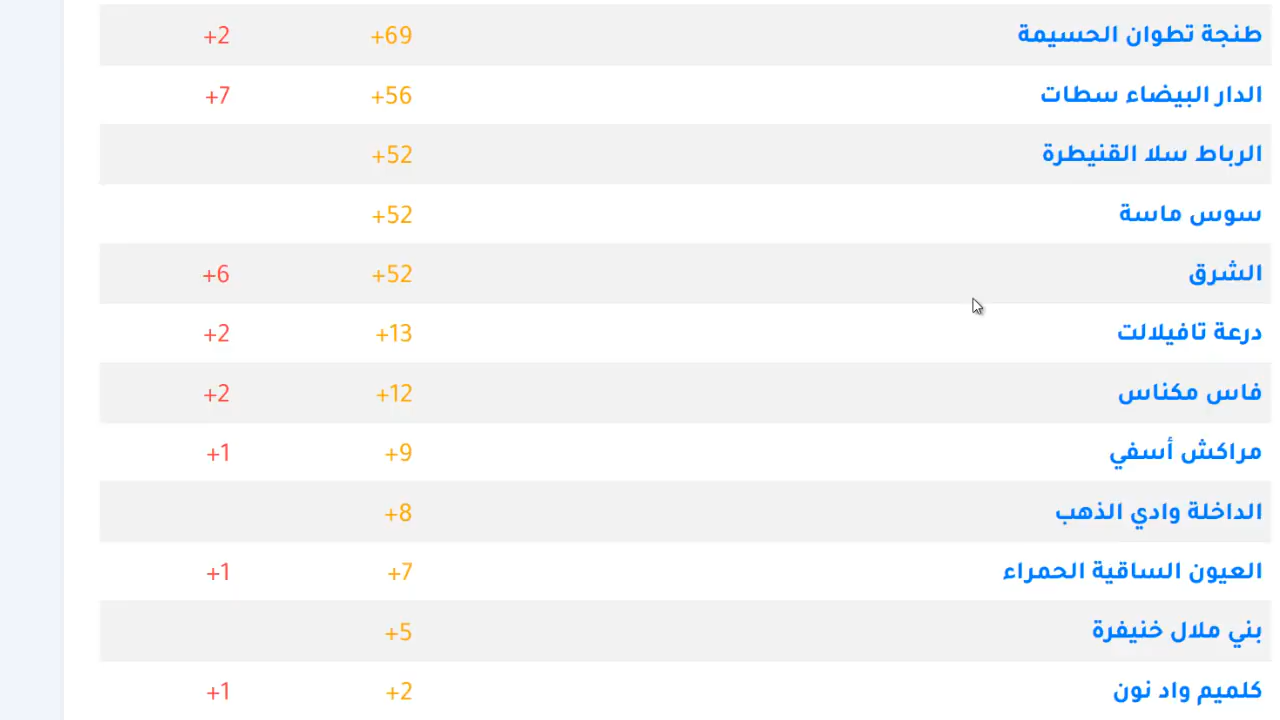 طنجة تطوان الحسيمة +69 +2
الدار البيضاء سطات +56 +7
الرباط سلا القنيطرة +52
سوس ماسة +52
الشرق +52 +6
درعة تافيلالت +13 +2
فاس مكناس +12 +2
مراكش أسفي +9 +1
الداخلة وادي الذهب +8
العيون الساقية الحمراء +7 +1
بني ملال خنيفرة +5
كلميم واد نون +2 +1